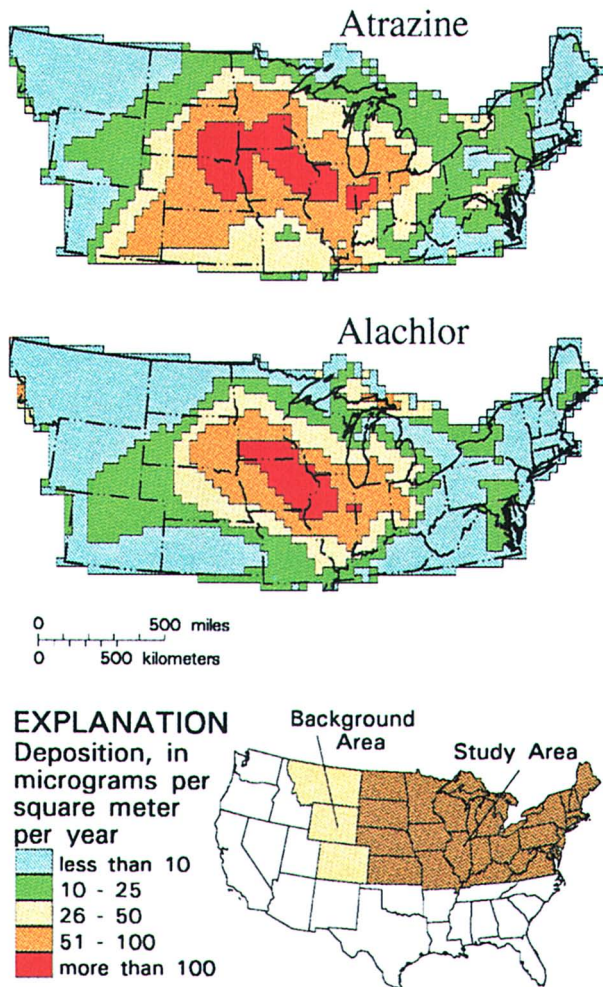 Atrazine
Alachlor
0 500 miles
0 500 kilometers
EXPLANATION
Deposition, in
micrograms per
square meter
per year
less than 10
10 - 25
26 - 50
51 - 100
more than 100
Background
Area
Study Area